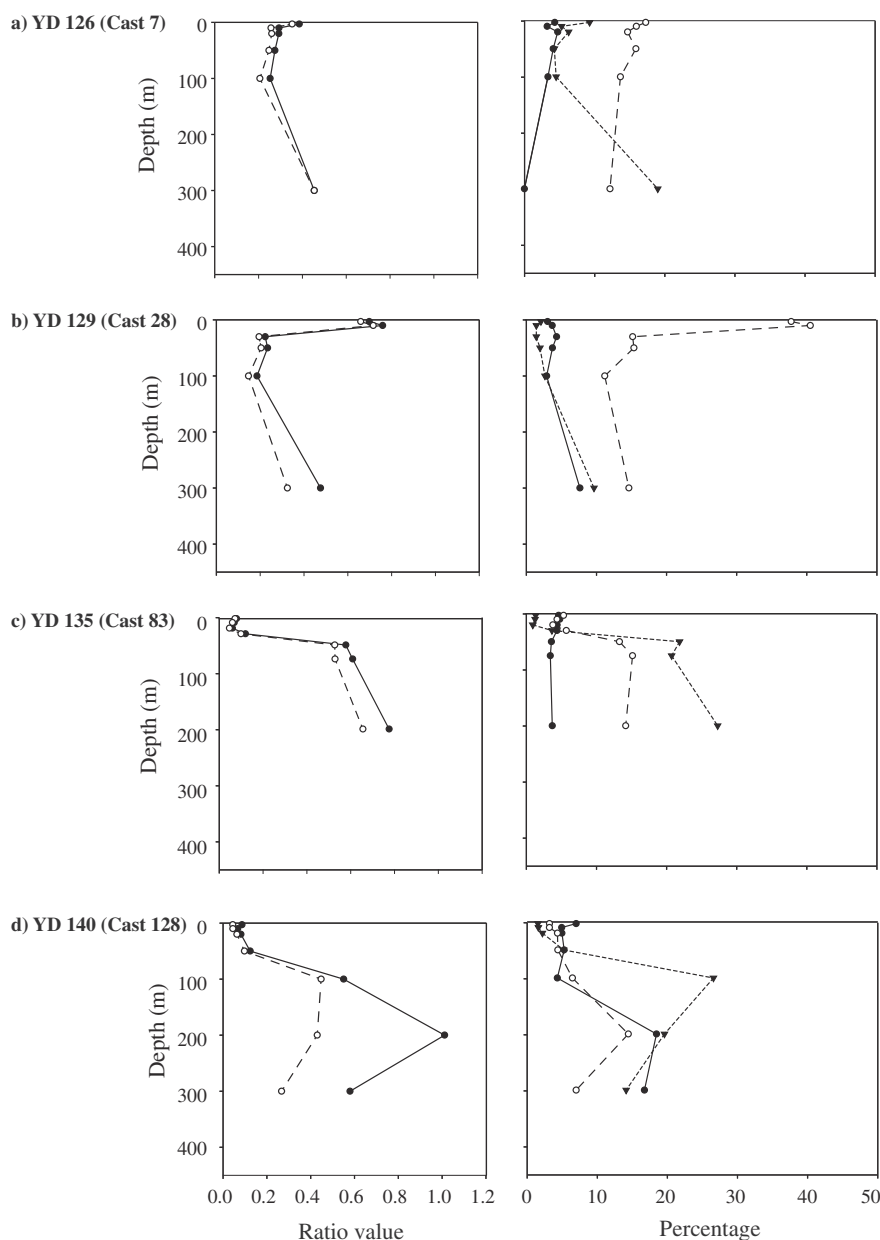 a) YD 126 (Cast 7)
0
100
200
300
400
Depth (m)
b) YD 129 (Cast 28)
0
100
200
300
400
Depth (m)
c) YD 135 (Cast 83)
0
100
200
300
400
Depth (m)
d) YD 140 (Cast 128)
0
100
200
300
400
Depth (m)
0.0 0.2 0.4 0.6 0.8 1.0 1.2
0 10 20 30 40 50
Ratio value
Percentage